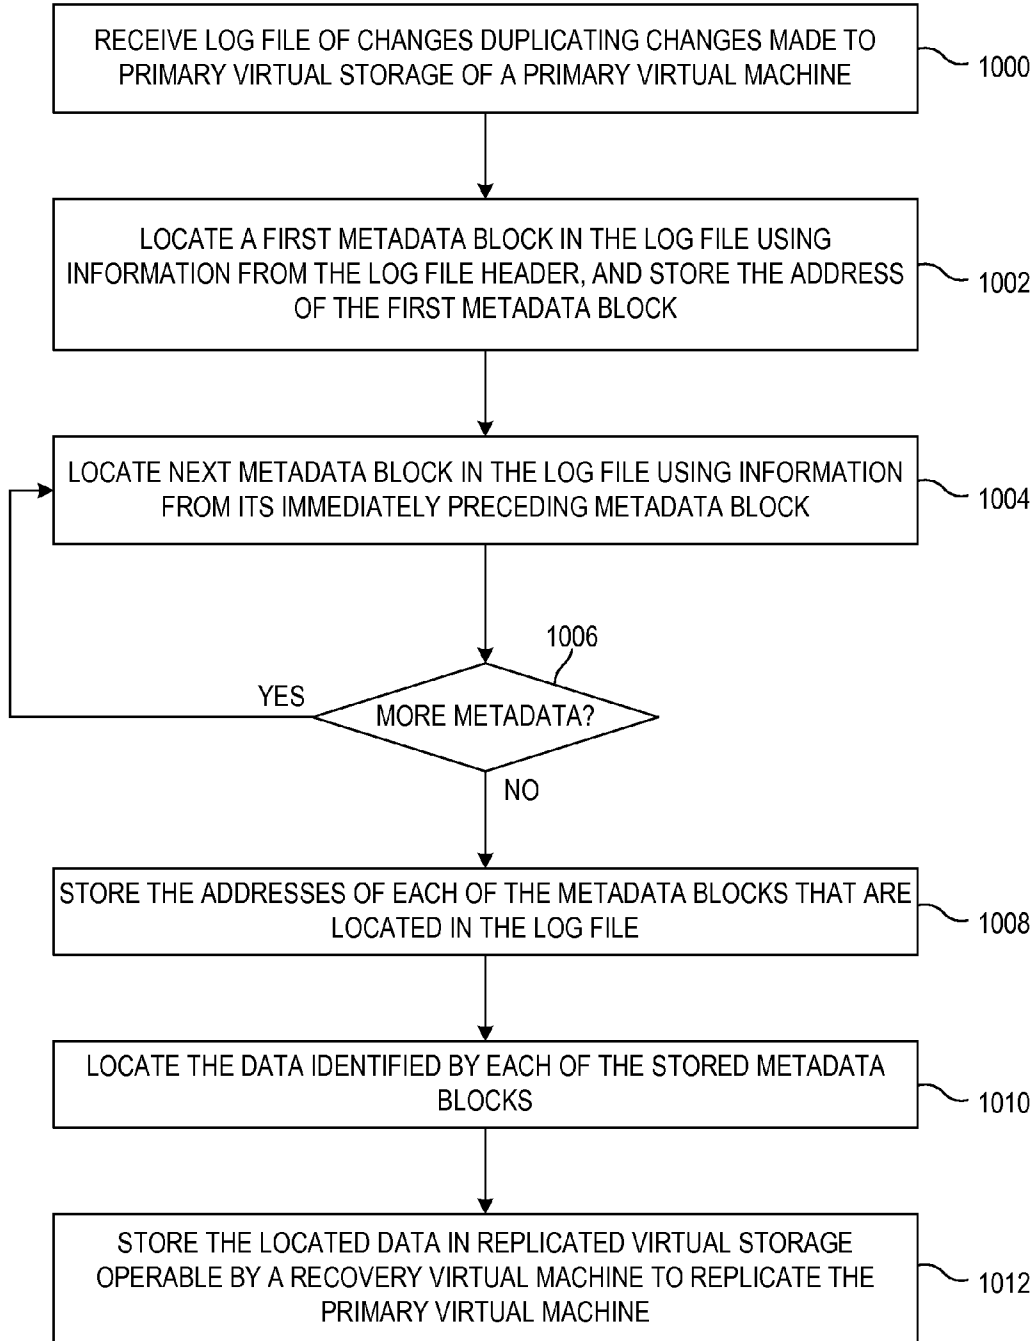 RECEIVE LOG FILE OF CHANGES DUPLICATING CHANGES MADE TO
PRIMARY VIRTUAL STORAGE OF A PRIMARY VIRTUAL MACHINE
1000
LOCATE A FIRST METADATA BLOCK IN THE LOG FILE USING
INFORMATION FROM THE LOG FILE HEADER, AND STORE THE ADDRESS
OF THE FIRST METADATA BLOCK
1002
LOCATE NEXT METADATA BLOCK IN THE LOG FILE USING INFORMATION
FROM ITS IMMEDIATELY PRECEDING METADATA BLOCK
1004
1006
YES
MORE METADATA?
NO
STORE THE ADDRESSES OF EACH OF THE METADATA BLOCKS THAT ARE
LOCATED IN THE LOG FILE
1008
LOCATE THE DATA IDENTIFIED BY EACH OF THE STORED METADATA
BLOCKS
1010
STORE THE LOCATED DATA IN REPLICATED VIRTUAL STORAGE
OPERABLE BY A RECOVERY VIRTUAL MACHINE TO REPLICATE THE
PRIMARY VIRTUAL MACHINE
1012